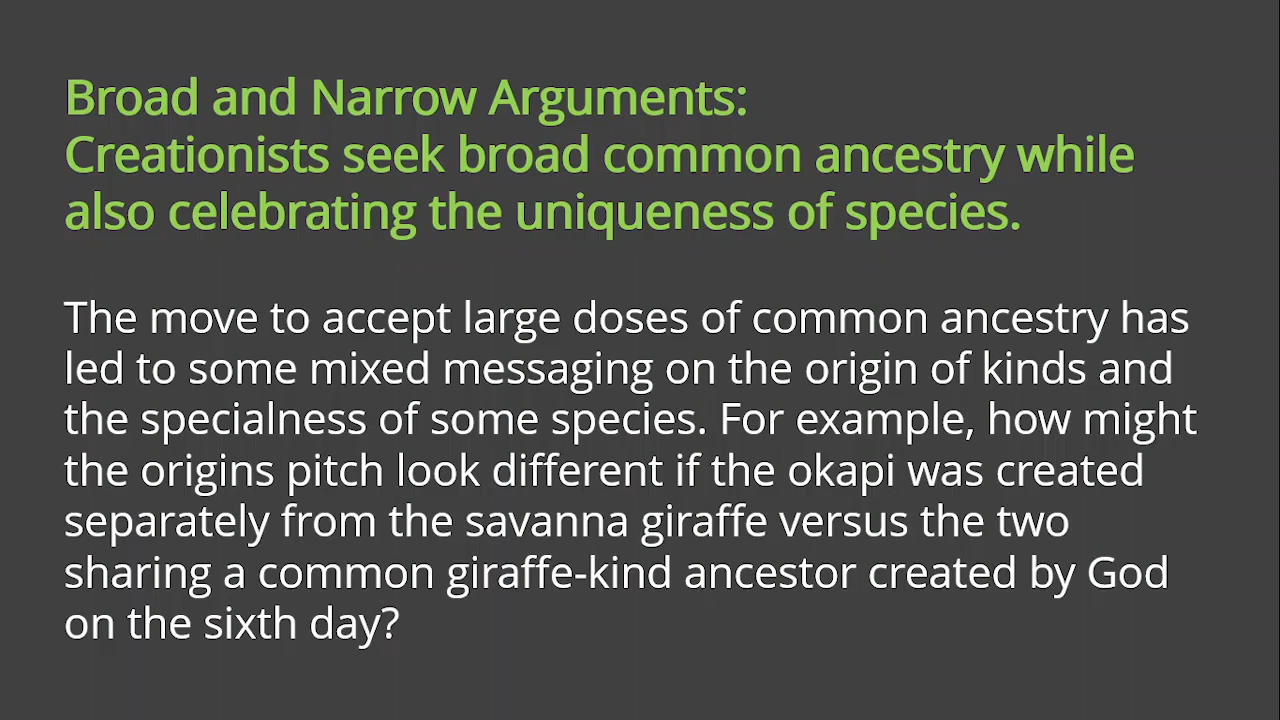 Broad and Narrow Arguments:
Creationists seek broad common ancestry while
also celebrating the uniqueness of species.
The move to accept large doses of common ancestry has
led to some mixed messaging on the origin of kinds and
the specialness of some species. For example, how might
the origins pitch look different if the okapi was created
separately from the savanna giraffe versus the two
sharing a common giraffe-kind ancestor created by God
on the sixth day?